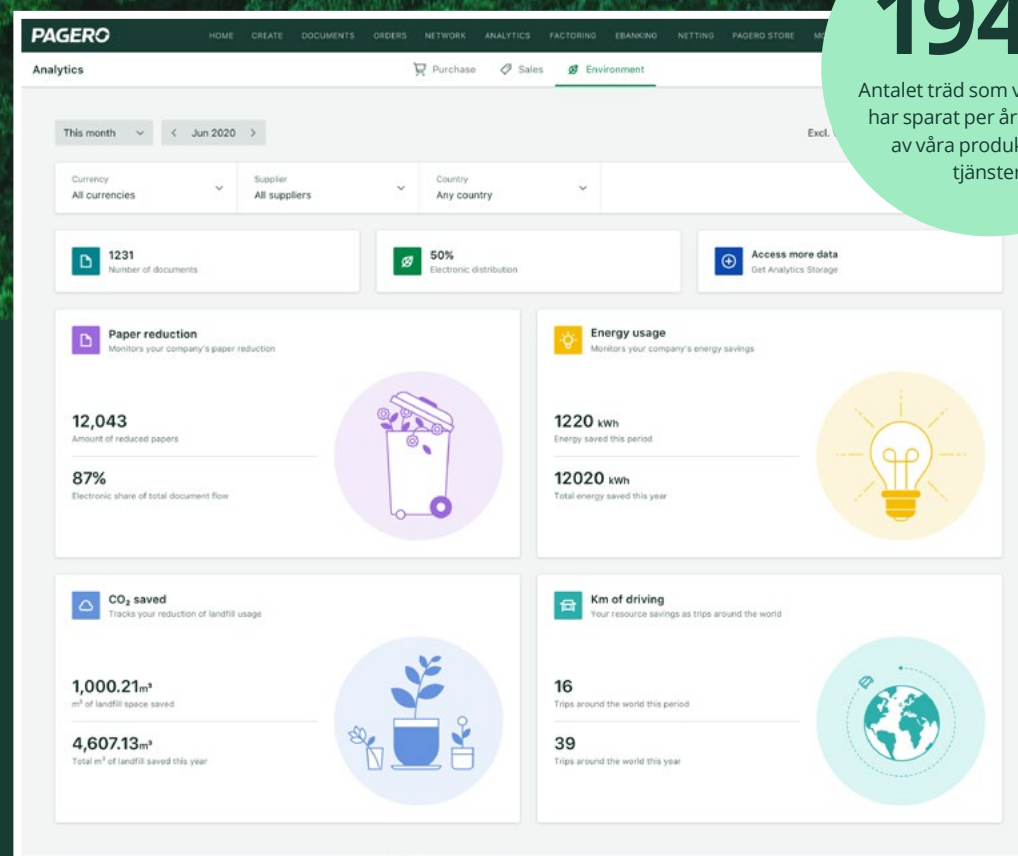 PAGERO
HOME CREATE DOCUMENTS ORDERS NETWORK ANALYTICS FACTORING EBANKING NETTING PAGERO STORE
194
Analytics
Purchase Sales Environment
Antalet träd som
har sparat per år
av våra
This month Jun 2020
Excl.
Currency
All currencies
Supplier
All suppliers
Country
Any country
1231
Number of documents
50%
Electronic distribution
Access more data
Get Analytics Storage
Paper reduction
Monitors your company's paper reduction
12,043
Amount of reduced papers
87%
Electronic share of total document flow
Energy usage
Monitors your company's energy savings
1220 kWh
Energy saved this period
12020 kWh
Total energy saved this year
CO₂ saved
Tracks your reduction of landfill usage
1,000.21m³
m³ of landfill space saved
4,607.13m³
Total m³ of landfill saved this year
Km of driving
Your resource savings as trips around the world
16
Trips around the world this period
39
Trips around the world this year